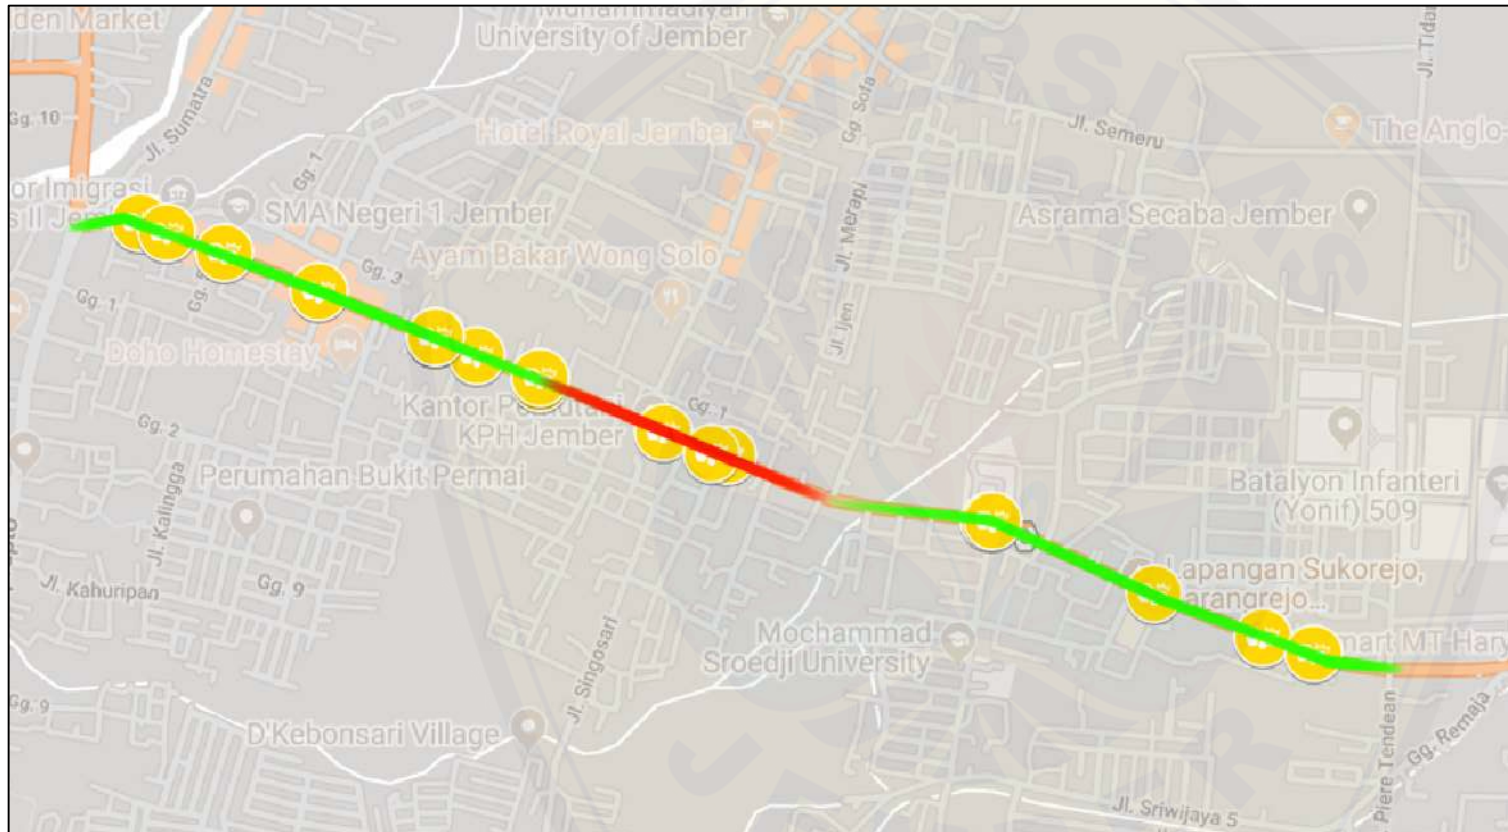 den Market
Muhammadiyah
University of Jember
Jl. Tidar
Gg. 10
Jl. Sumatra
Gg. Sofa
Hotel Royal Jember
Jl. Semeru
The Anglo
or Imigrasi
s II Jem
Gg. 1
SMA Negeri 1 Jember
Jl. Merapi
Asrama Secaba Jember
Gg. 3
Ayam Bakar Wong Solo
Gg. 1
Jl. Ijen
Doho Homestay
Kantor Perhutani
KPH Jember
Gg. 1
Gg. 2
Perumahan Bukit Permai
Jl. Kalingga
Batalyon Infanteri
(Yonif) 509
Jl. Kahuripan
Gg. 9
Lapangan Sukorejo,
arangrejo...
Mochammad
Sroedji University
mart MT Hary
Jl. Singosari
Gg. 9
D'Kebonsari Village
Piere Tendean
Gg. Remaja
Jl. Sriwijaya 5